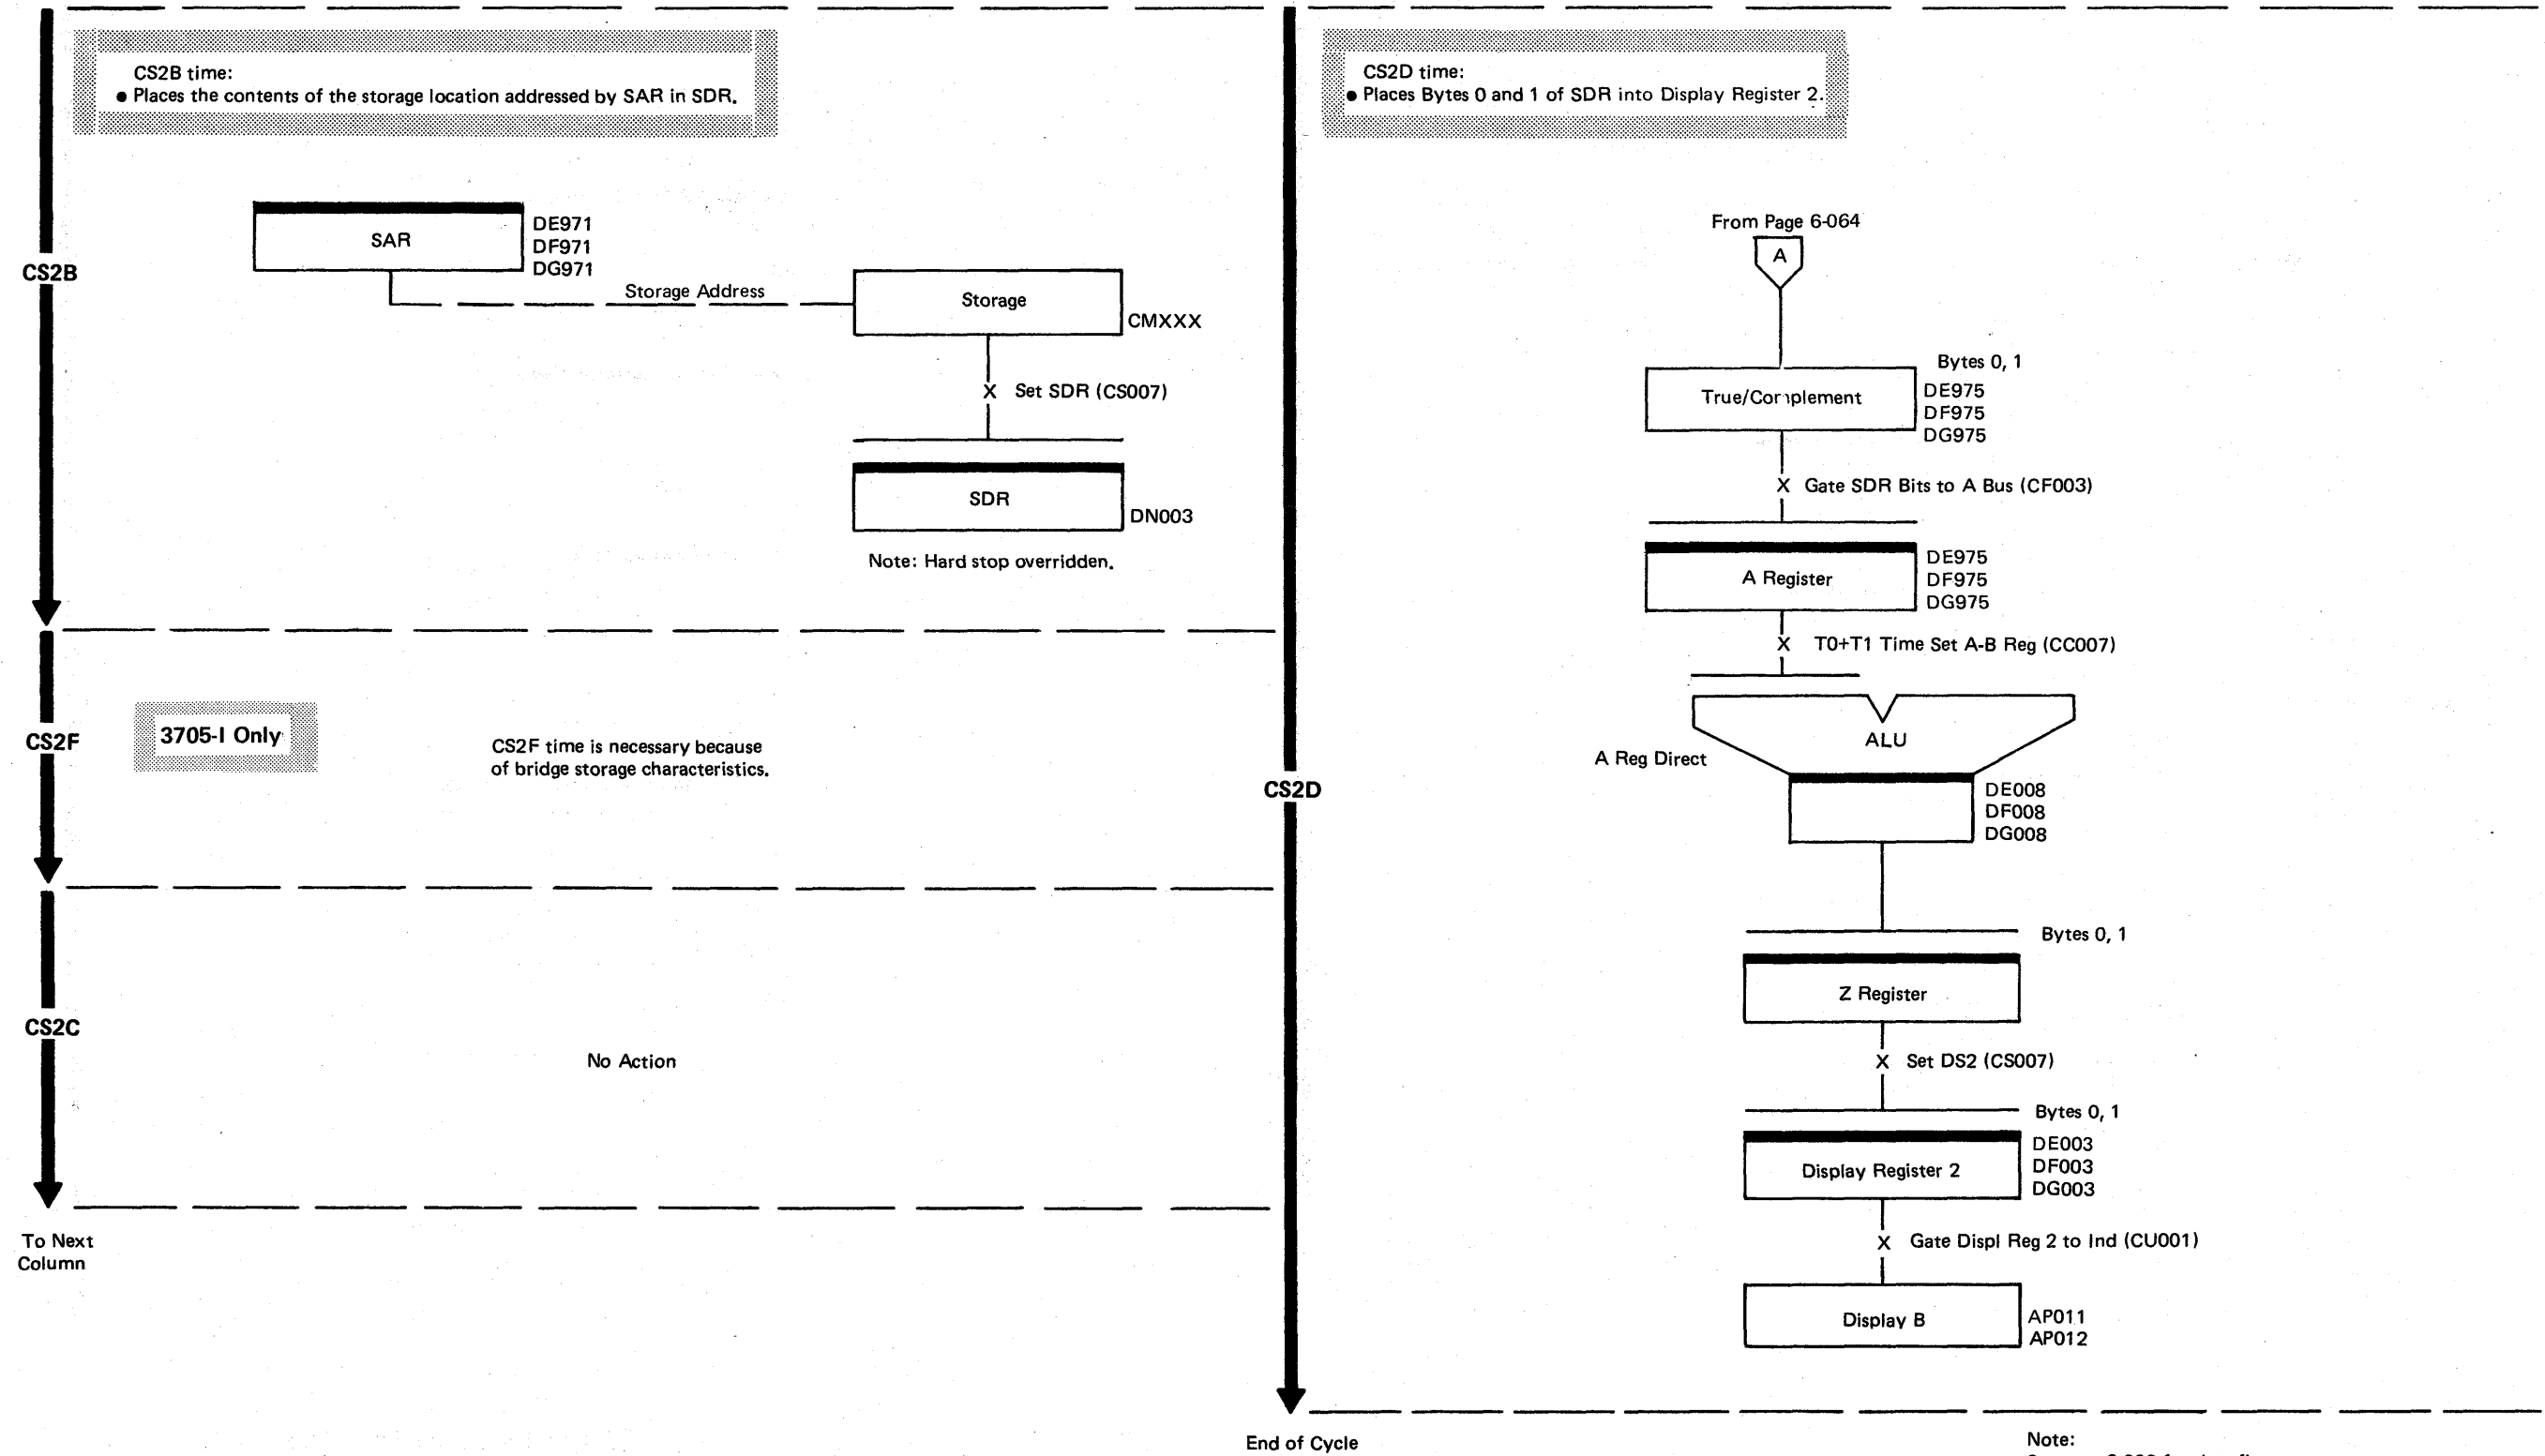 CS2B time:
● Places the contents of the storage location addressed by SAR in SDR.
CS2B
SAR
DE971
DF971
DG971
Storage Address
Storage
CMXXX
X Set SDR (CS007)
SDR
DN003
Note: Hard stop overridden.
CS2F
3705-I Only
CS2F time is necessary because
of bridge storage characteristics.
CS2C
No Action
To Next
Column
CS2D time:
● Places Bytes 0 and 1 of SDR into Display Register 2.
CS2D
From Page 6-064
A
Bytes 0, 1
True/Complement
DE975
DF975
DG975
X Gate SDR Bits to A Bus (CF003)
A Register
DE975
DF975
DG975
X T0+T1 Time Set A-B Reg (CC007)
ALU
A Reg Direct
DE008
DF008
DG008
Bytes 0, 1
Z Register
X Set DS2 (CS007)
Bytes 0, 1
Display Register 2
DE003
DF003
DG003
X Gate Displ Reg 2 to Ind (CU001)
Display B
AP011
AP012
End of Cycle
Note: